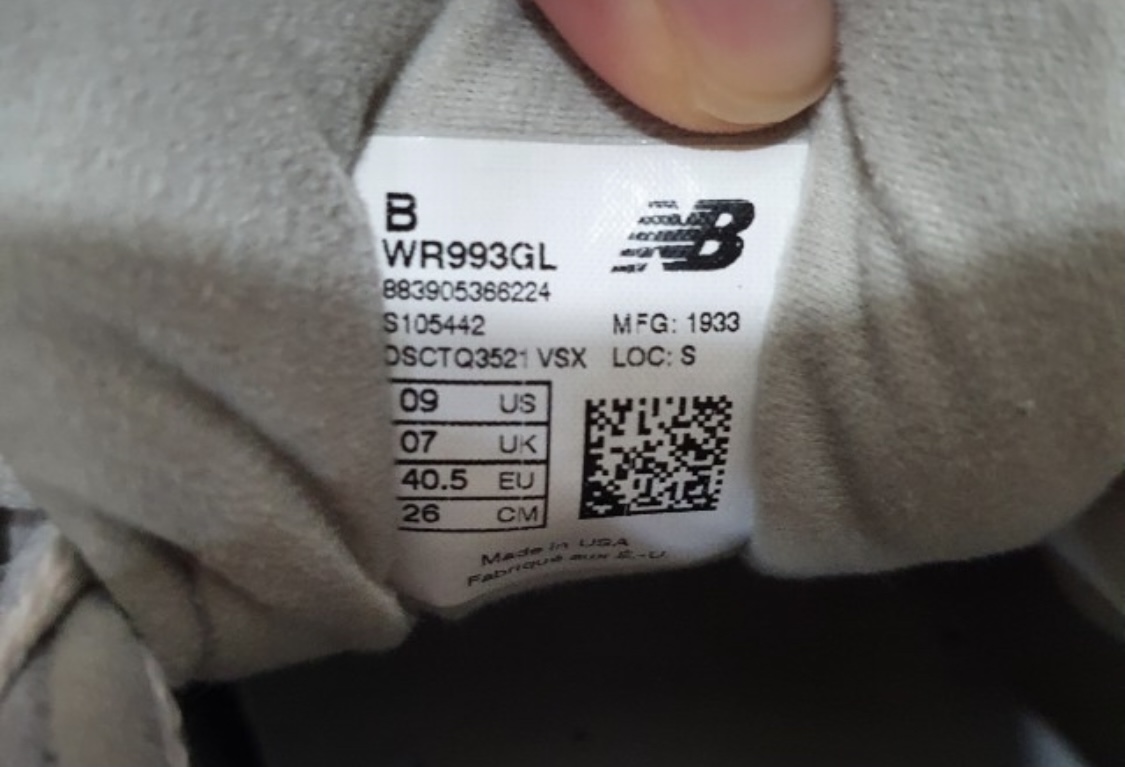 B
NB
WR993GL
883905366224
S105442
MFG: 1933
DSCTQ3521 VSX
LOC: S
09 US
07 UK
40.5 EU
26 CM
Made in USA
Fabriqué aux É.-U.